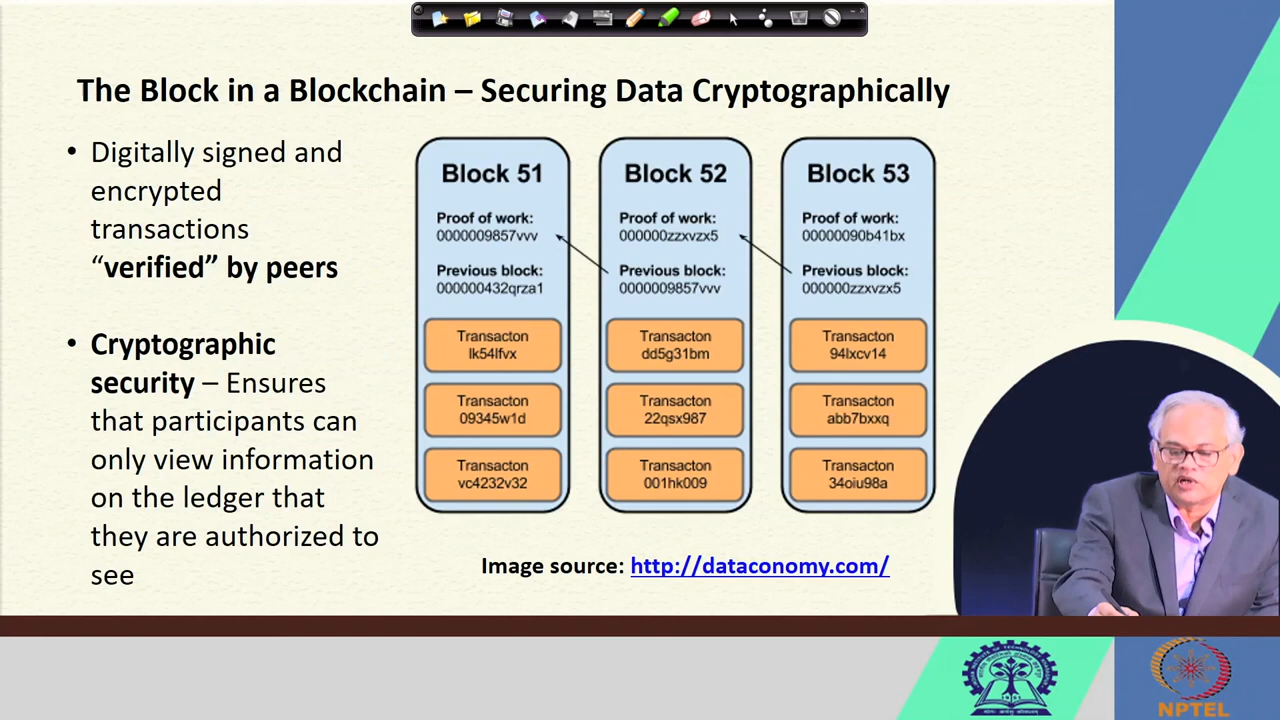 The Block in a Blockchain – Securing Data Cryptographically
• Digitally signed and
encrypted
transactions
“verified” by peers
• Cryptographic
security – Ensures
that participants can
only view information
on the ledger that
they are authorized to
see
Block 51
Proof of work:
0000009857vvv
Previous block:
000000432qrza1
Transacton
lk54lfvx
Transacton
09345w1d
Transacton
vc4232v32
Block 52
Proof of work:
000000zzxvzx5
Previous block:
0000009857vvv
Transacton
dd5g31bm
Transacton
22qsx987
Transacton
001hk009
Block 53
Proof of work:
00000090b41bx
Previous block:
000000zzxvzx5
Transacton
94lxcv14
Transacton
abb7bxxq
Transacton
34oiu98a
Image source: http://dataconomy.com/
NPTEL